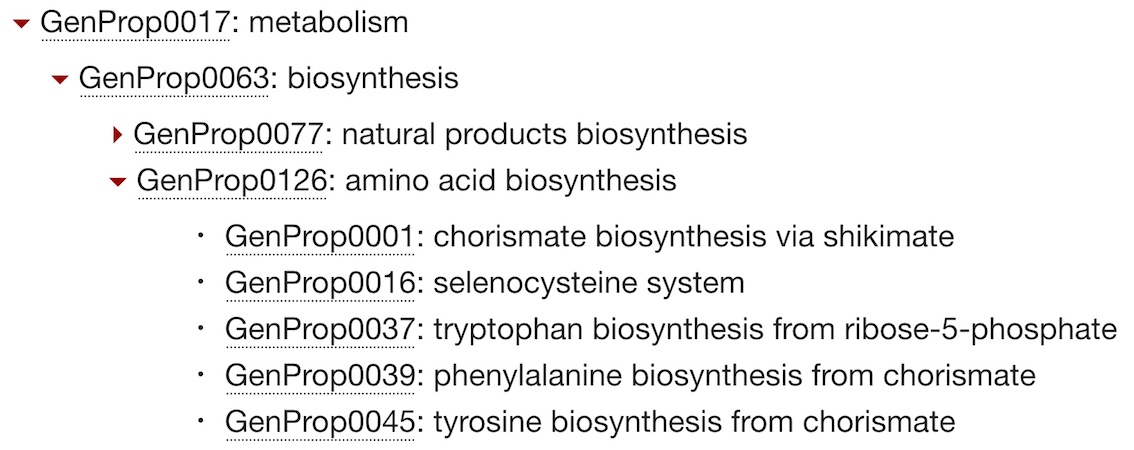 GenProp0017: metabolism
GenProp0063: biosynthesis
GenProp0077: natural products biosynthesis
GenProp0126: amino acid biosynthesis
· GenProp0001: chorismate biosynthesis via shikimate
· GenProp0016: selenocysteine system
· GenProp0037: tryptophan biosynthesis from ribose-5-phosphate
· GenProp0039: phenylalanine biosynthesis from chorismate
· GenProp0045: tyrosine biosynthesis from chorismate